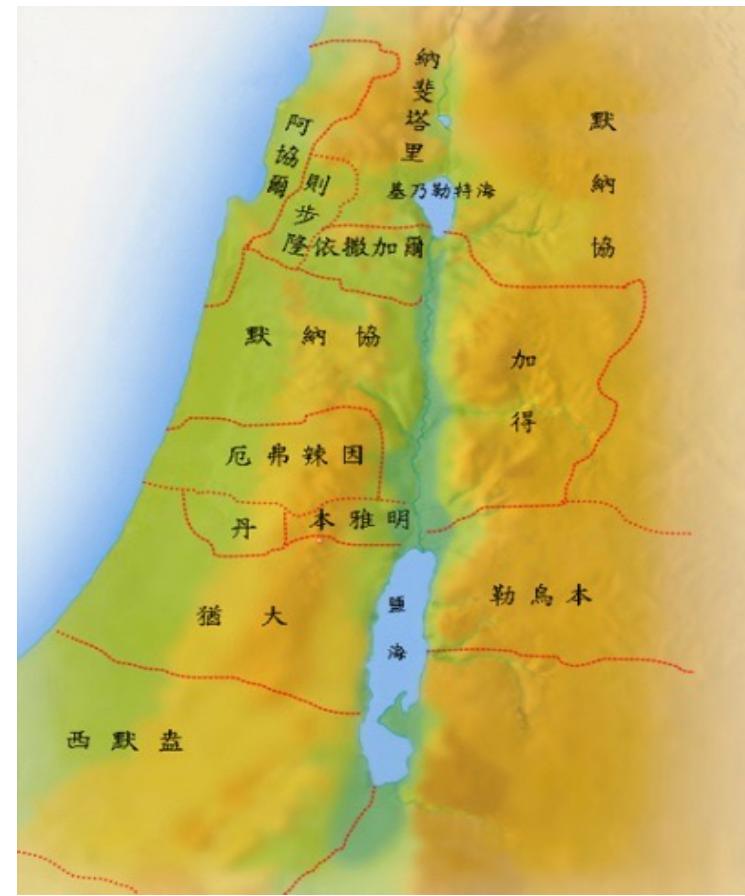 納斐塔里
阿協爾
默納協
則步隆
基乃勒特海
依撒加爾
默納協
加得
厄弗辣因
丹
本雅明
猶大
鹽海
勒烏本
西默盎